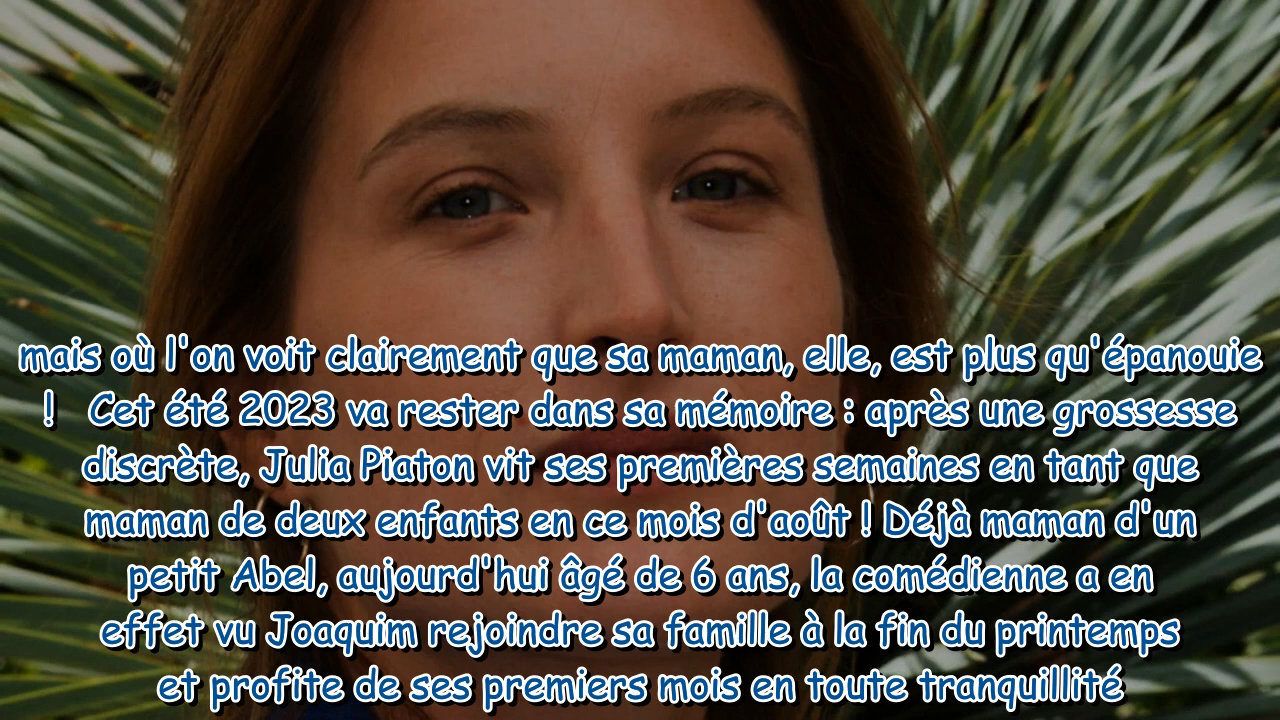 mais où l'on voit clairement que sa maman, elle, est plus qu'épanouie
!   Cet été 2023 va rester dans sa mémoire : après une grossesse
discrète, Julia Piaton vit ses premières semaines en tant que
maman de deux enfants en ce mois d'août ! Déjà maman d'un
petit Abel, aujourd'hui âgé de 6 ans, la comédienne a en
effet vu Joaquim rejoindre sa famille à la fin du printemps
et profite de ses premiers mois en toute tranquillité